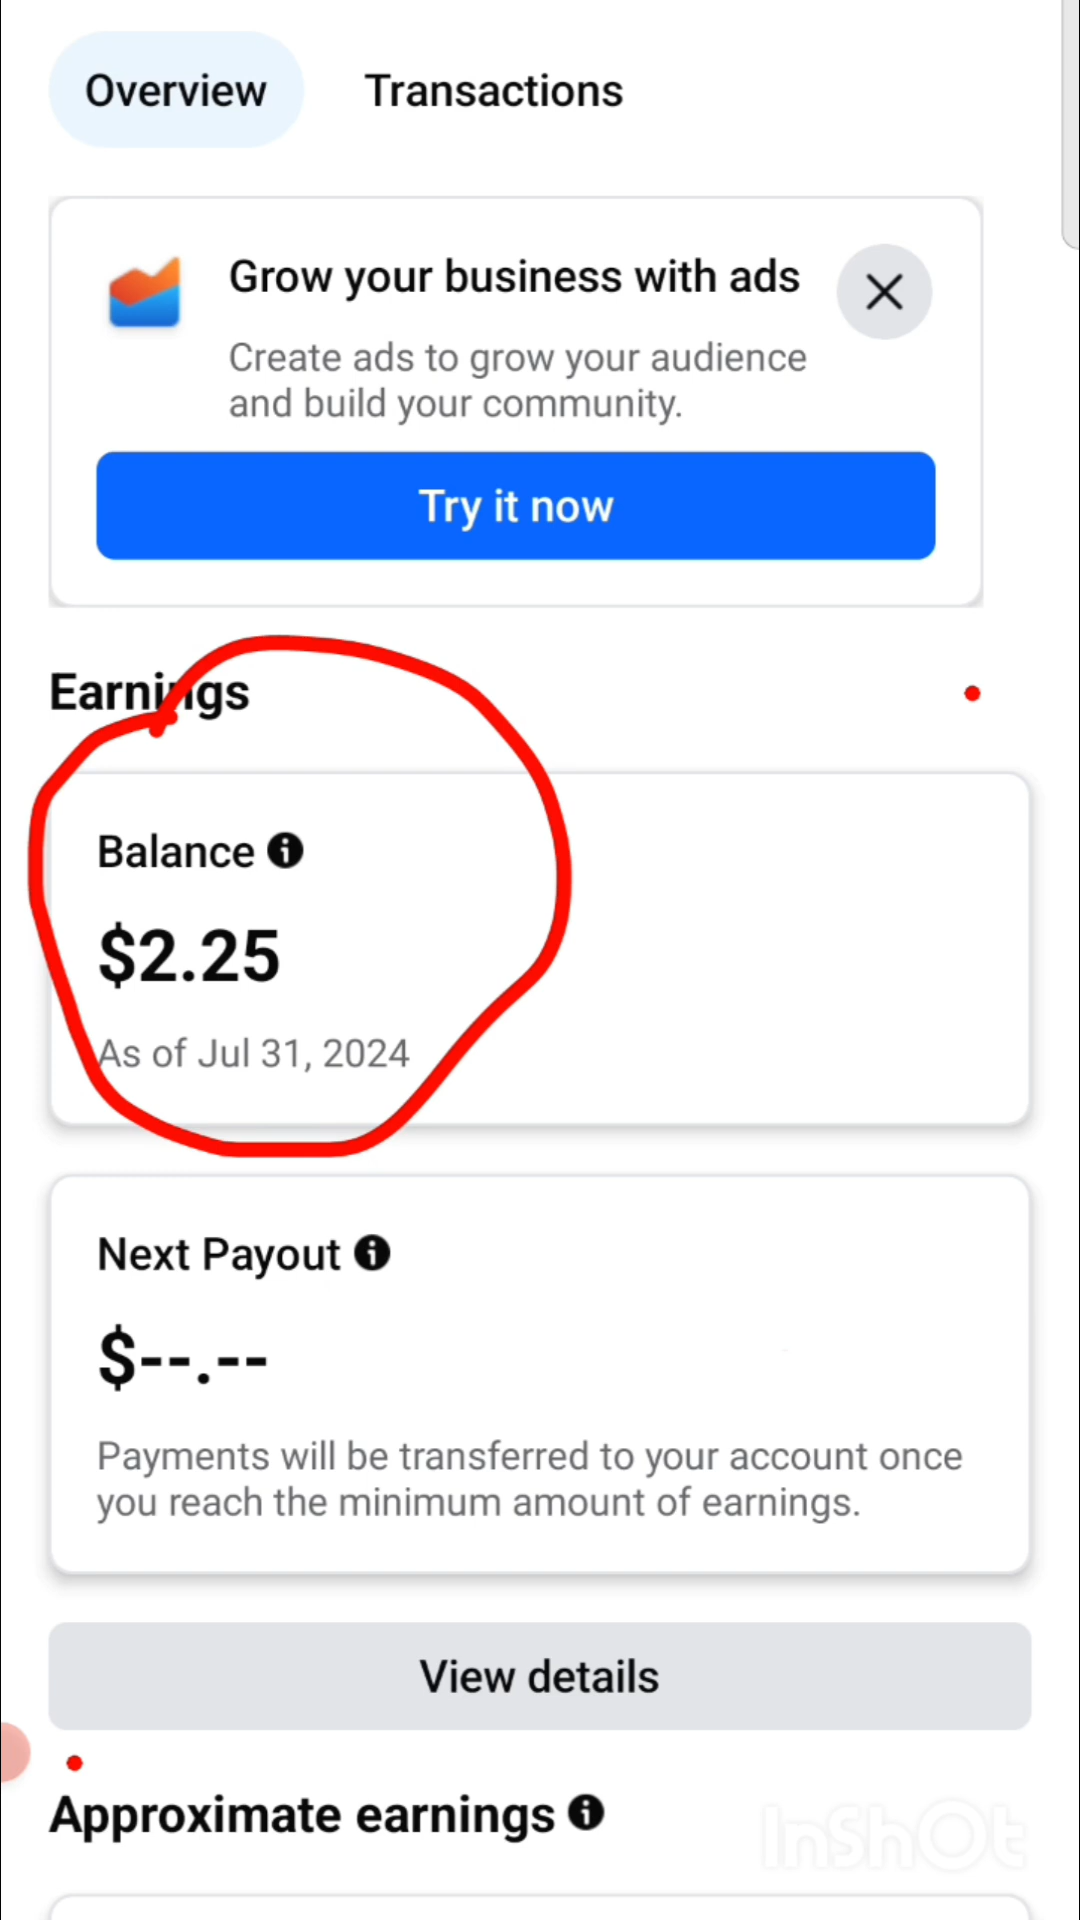 Overview
Transactions
Grow your business with ads
Create ads to grow your audience
and build your community.
Try it now
Earnings
Balance
$2.25
As of Jul 31, 2024
Next Payout
$--.--
Payments will be transferred to your account once
you reach the minimum amount of earnings.
View details
Approximate earnings
InShOt